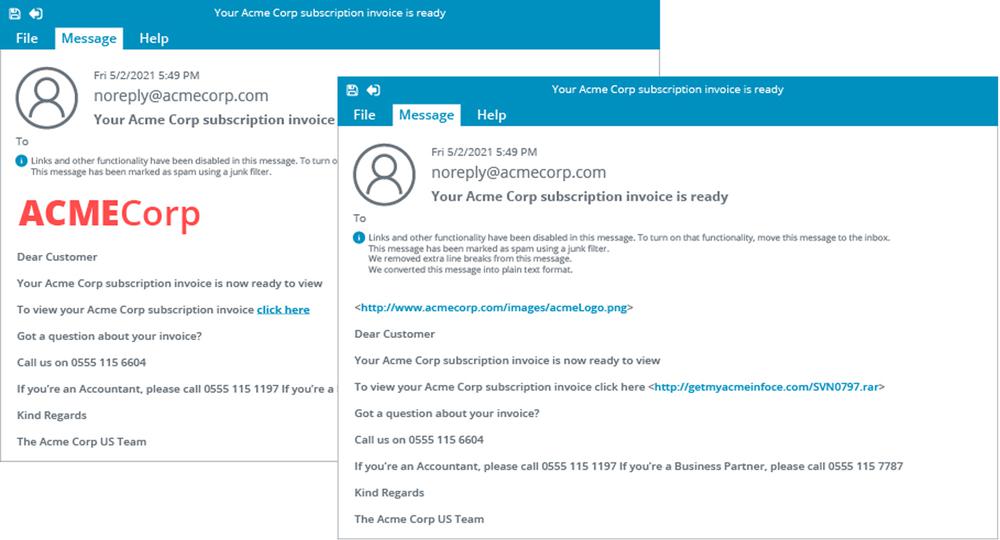 Your Acme Corp subscription invoice is ready
File Message Help
Fri 5/2/2021 5:49 PM
noreply@acmecorp.com
Your Acme Corp subscription invoice
To
Links and other functionality have been disabled in this message. To turn o
This message has been marked as spam using a junk filter.
ACMECorp
Dear Customer
Your Acme Corp subscription invoice is now ready to view
To view your Acme Corp subscription invoice click here
Got a question about your invoice?
Call us on 0555 115 6604
If you're an Accountant, please call 0555 115 1197 If you're a
Kind Regards
The Acme Corp US Team
Your Acme Corp subscription invoice is ready
File Message Help
Fri 5/2/2021 5:49 PM
noreply@acmecorp.com
Your Acme Corp subscription invoice is ready
To
Links and other functionality have been disabled in this message. To turn on that functionality, move this message to the inbox.
This message has been marked as spam using a junk filter.
We removed extra line breaks from this message.
We converted this message into plain text format.
<http://www.acmecorp.com/images/acmeLogo.png>
Dear Customer
Your Acme Corp subscription invoice is now ready to view
To view your Acme Corp subscription invoice click here <http://getmyacmeinfoce.com/SVN0797.rar>
Got a question about your invoice?
Call us on 0555 115 6604
If you're an Accountant, please call 0555 115 1197 If you're a Business Partner, please call 0555 115 7787
Kind Regards
The Acme Corp US Team